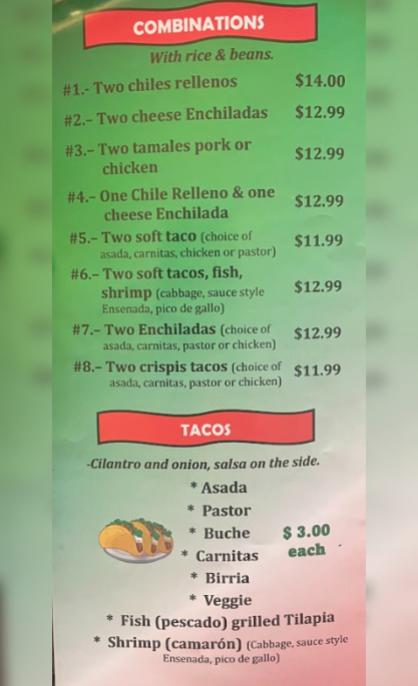 COMBINATIONS
With rice & beans.
#1.- Two chiles rellenos $14.00
#2.- Two cheese Enchiladas $12.99
#3.- Two tamales pork or
chicken $12.99
#4.- One Chile Relleno & one
cheese Enchilada $12.99
#5.- Two soft taco (choice of
asada, carnitas, chicken or pastor) $11.99
#6.- Two soft tacos, fish,
shrimp (cabbage, sauce style $12.99
Ensenada, pico de gallo)
#7.- Two Enchiladas (choice of $12.99
asada, carnitas, pastor or chicken)
#8.- Two crispis tacos (choice of $11.99
asada, carnitas, pastor or chicken)
TACOS
-Cilantro and onion, salsa on the side.
* Asada
* Pastor
* Buche $ 3.00
* Carnitas each
* Birria
* Veggie
* Fish (pescado) grilled Tilapia
* Shrimp (camarón) (Cabbage, sauce style
Ensenada, pico de gallo)